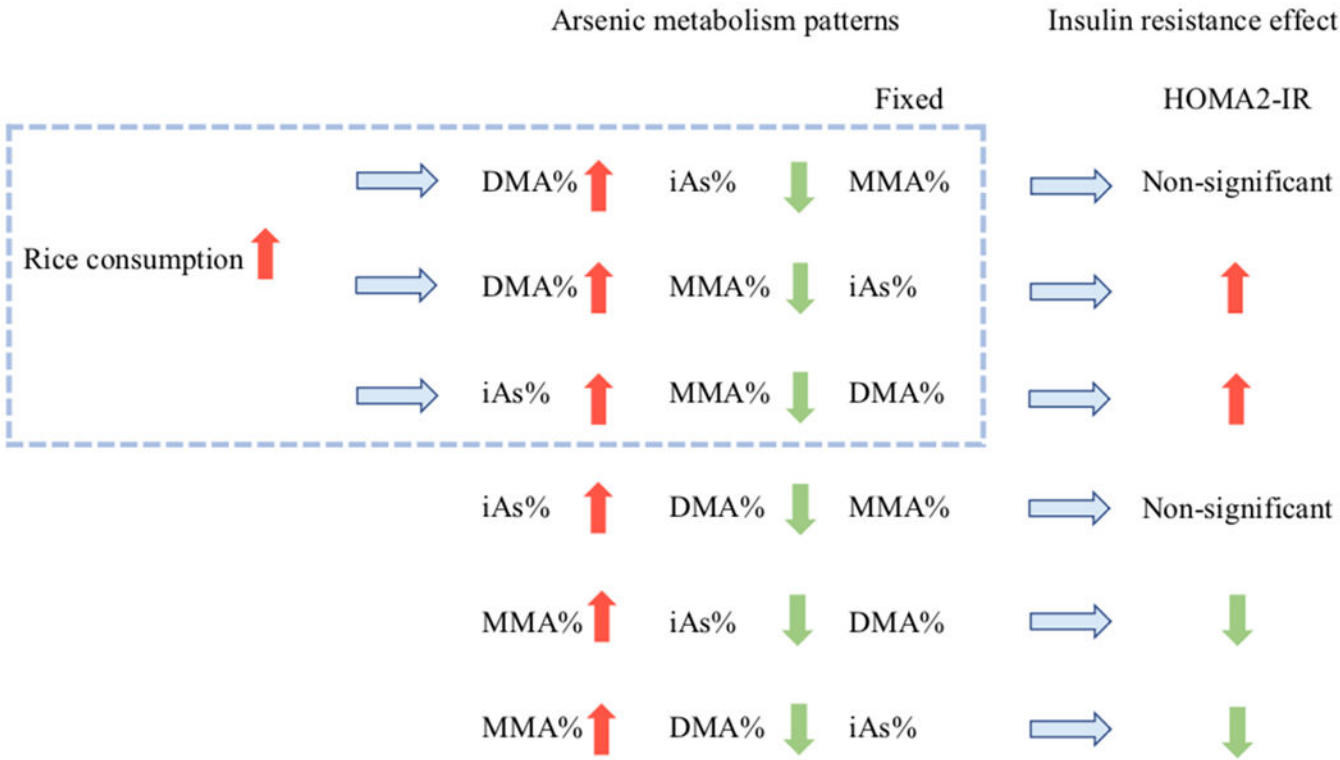 Arsenic metabolism patterns Insulin resistance effect
Fixed HOMA2-IR
DMA% iAs% MMA% Non-significant
Rice consumption
DMA% MMA% iAs%
iAs% MMA% DMA%
iAs% DMA% MMA% Non-significant
MMA% iAs% DMA%
MMA% DMA% iAs%